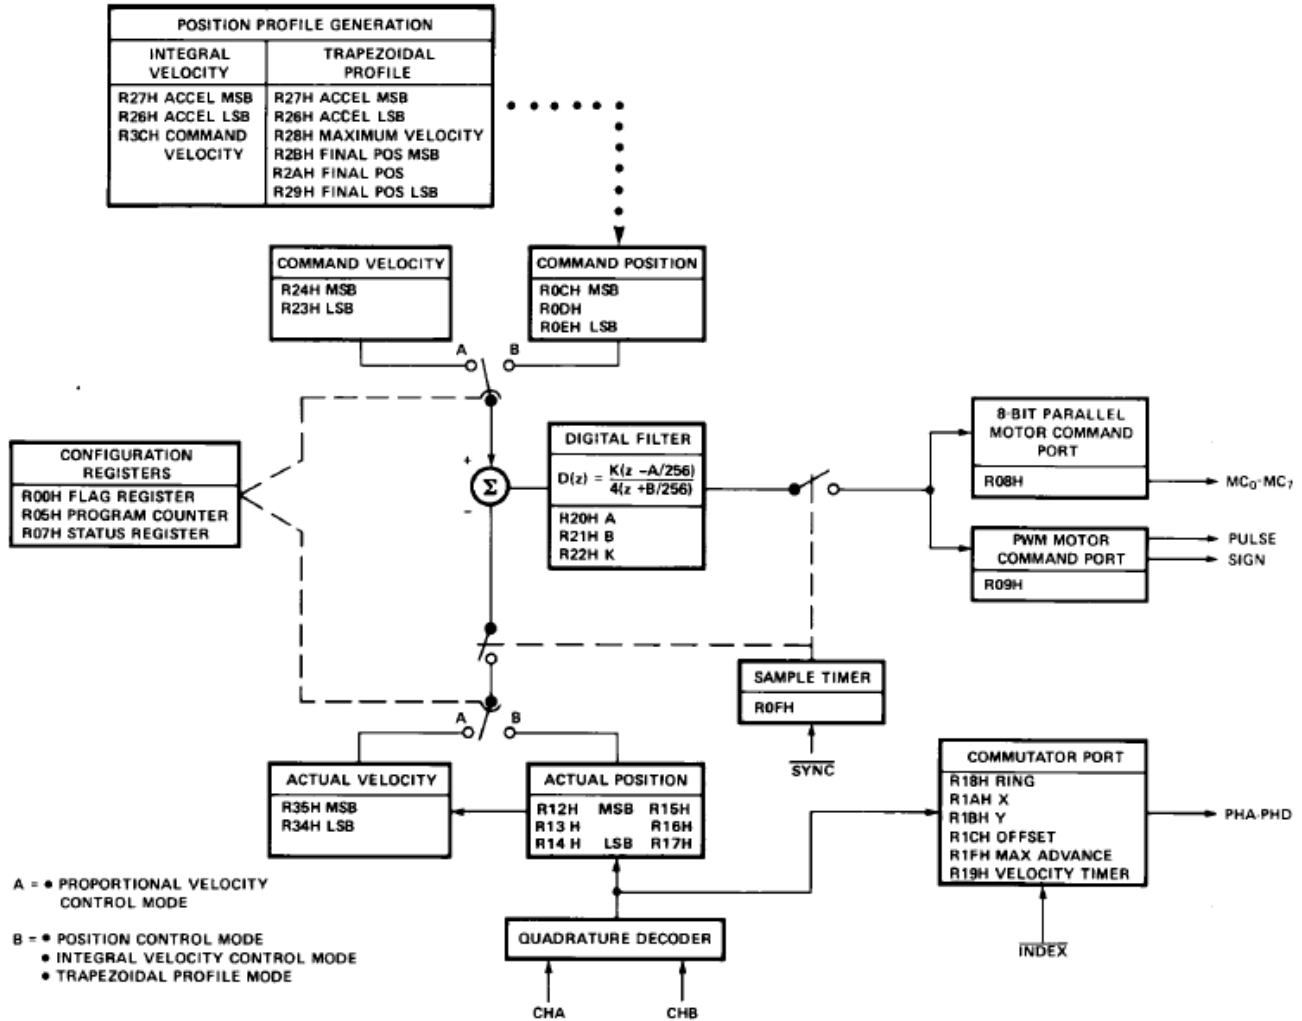 POSITION PROFILE GENERATION
INTEGRAL VELOCITY
R27H ACCEL MSB
R26H ACCEL LSB
R3CH COMMAND
VELOCITY
TRAPEZOIDAL PROFILE
R27H ACCEL MSB
R26H ACCEL LSB
R28H MAXIMUM VELOCITY
R2BH FINAL POS MSB
R2AH FINAL POS
R29H FINAL POS LSB
COMMAND VELOCITY
R24H MSB
R23H LSB
COMMAND POSITION
R0CH MSB
R0DH
R0EH LSB
A
B
CONFIGURATION
REGISTERS
R00H FLAG REGISTER
R05H PROGRAM COUNTER
R07H STATUS REGISTER
+
Σ
−
DIGITAL FILTER
D(z) = K(z −A/256)
4(z +B/256)
R20H A
R21H B
R22H K
8-BIT PARALLEL
MOTOR COMMAND
PORT
R08H
MC0-MC7
PWM MOTOR
COMMAND PORT
R09H
PULSE
SIGN
SAMPLE TIMER
R0FH
SYNC
A
B
ACTUAL VELOCITY
R35H MSB
R34H LSB
ACTUAL POSITION
R12H MSB R15H
R13H R16H
R14H LSB R17H
COMMUTATOR PORT
R18H RING
R1AH X
R1BH Y
R1CH OFFSET
R1FH MAX ADVANCE
R19H VELOCITY TIMER
PHA-PHD
INDEX
QUADRATURE DECODER
CHA
CHB
A = • PROPORTIONAL VELOCITY
CONTROL MODE
B = • POSITION CONTROL MODE
• INTEGRAL VELOCITY CONTROL MODE
• TRAPEZOIDAL PROFILE MODE